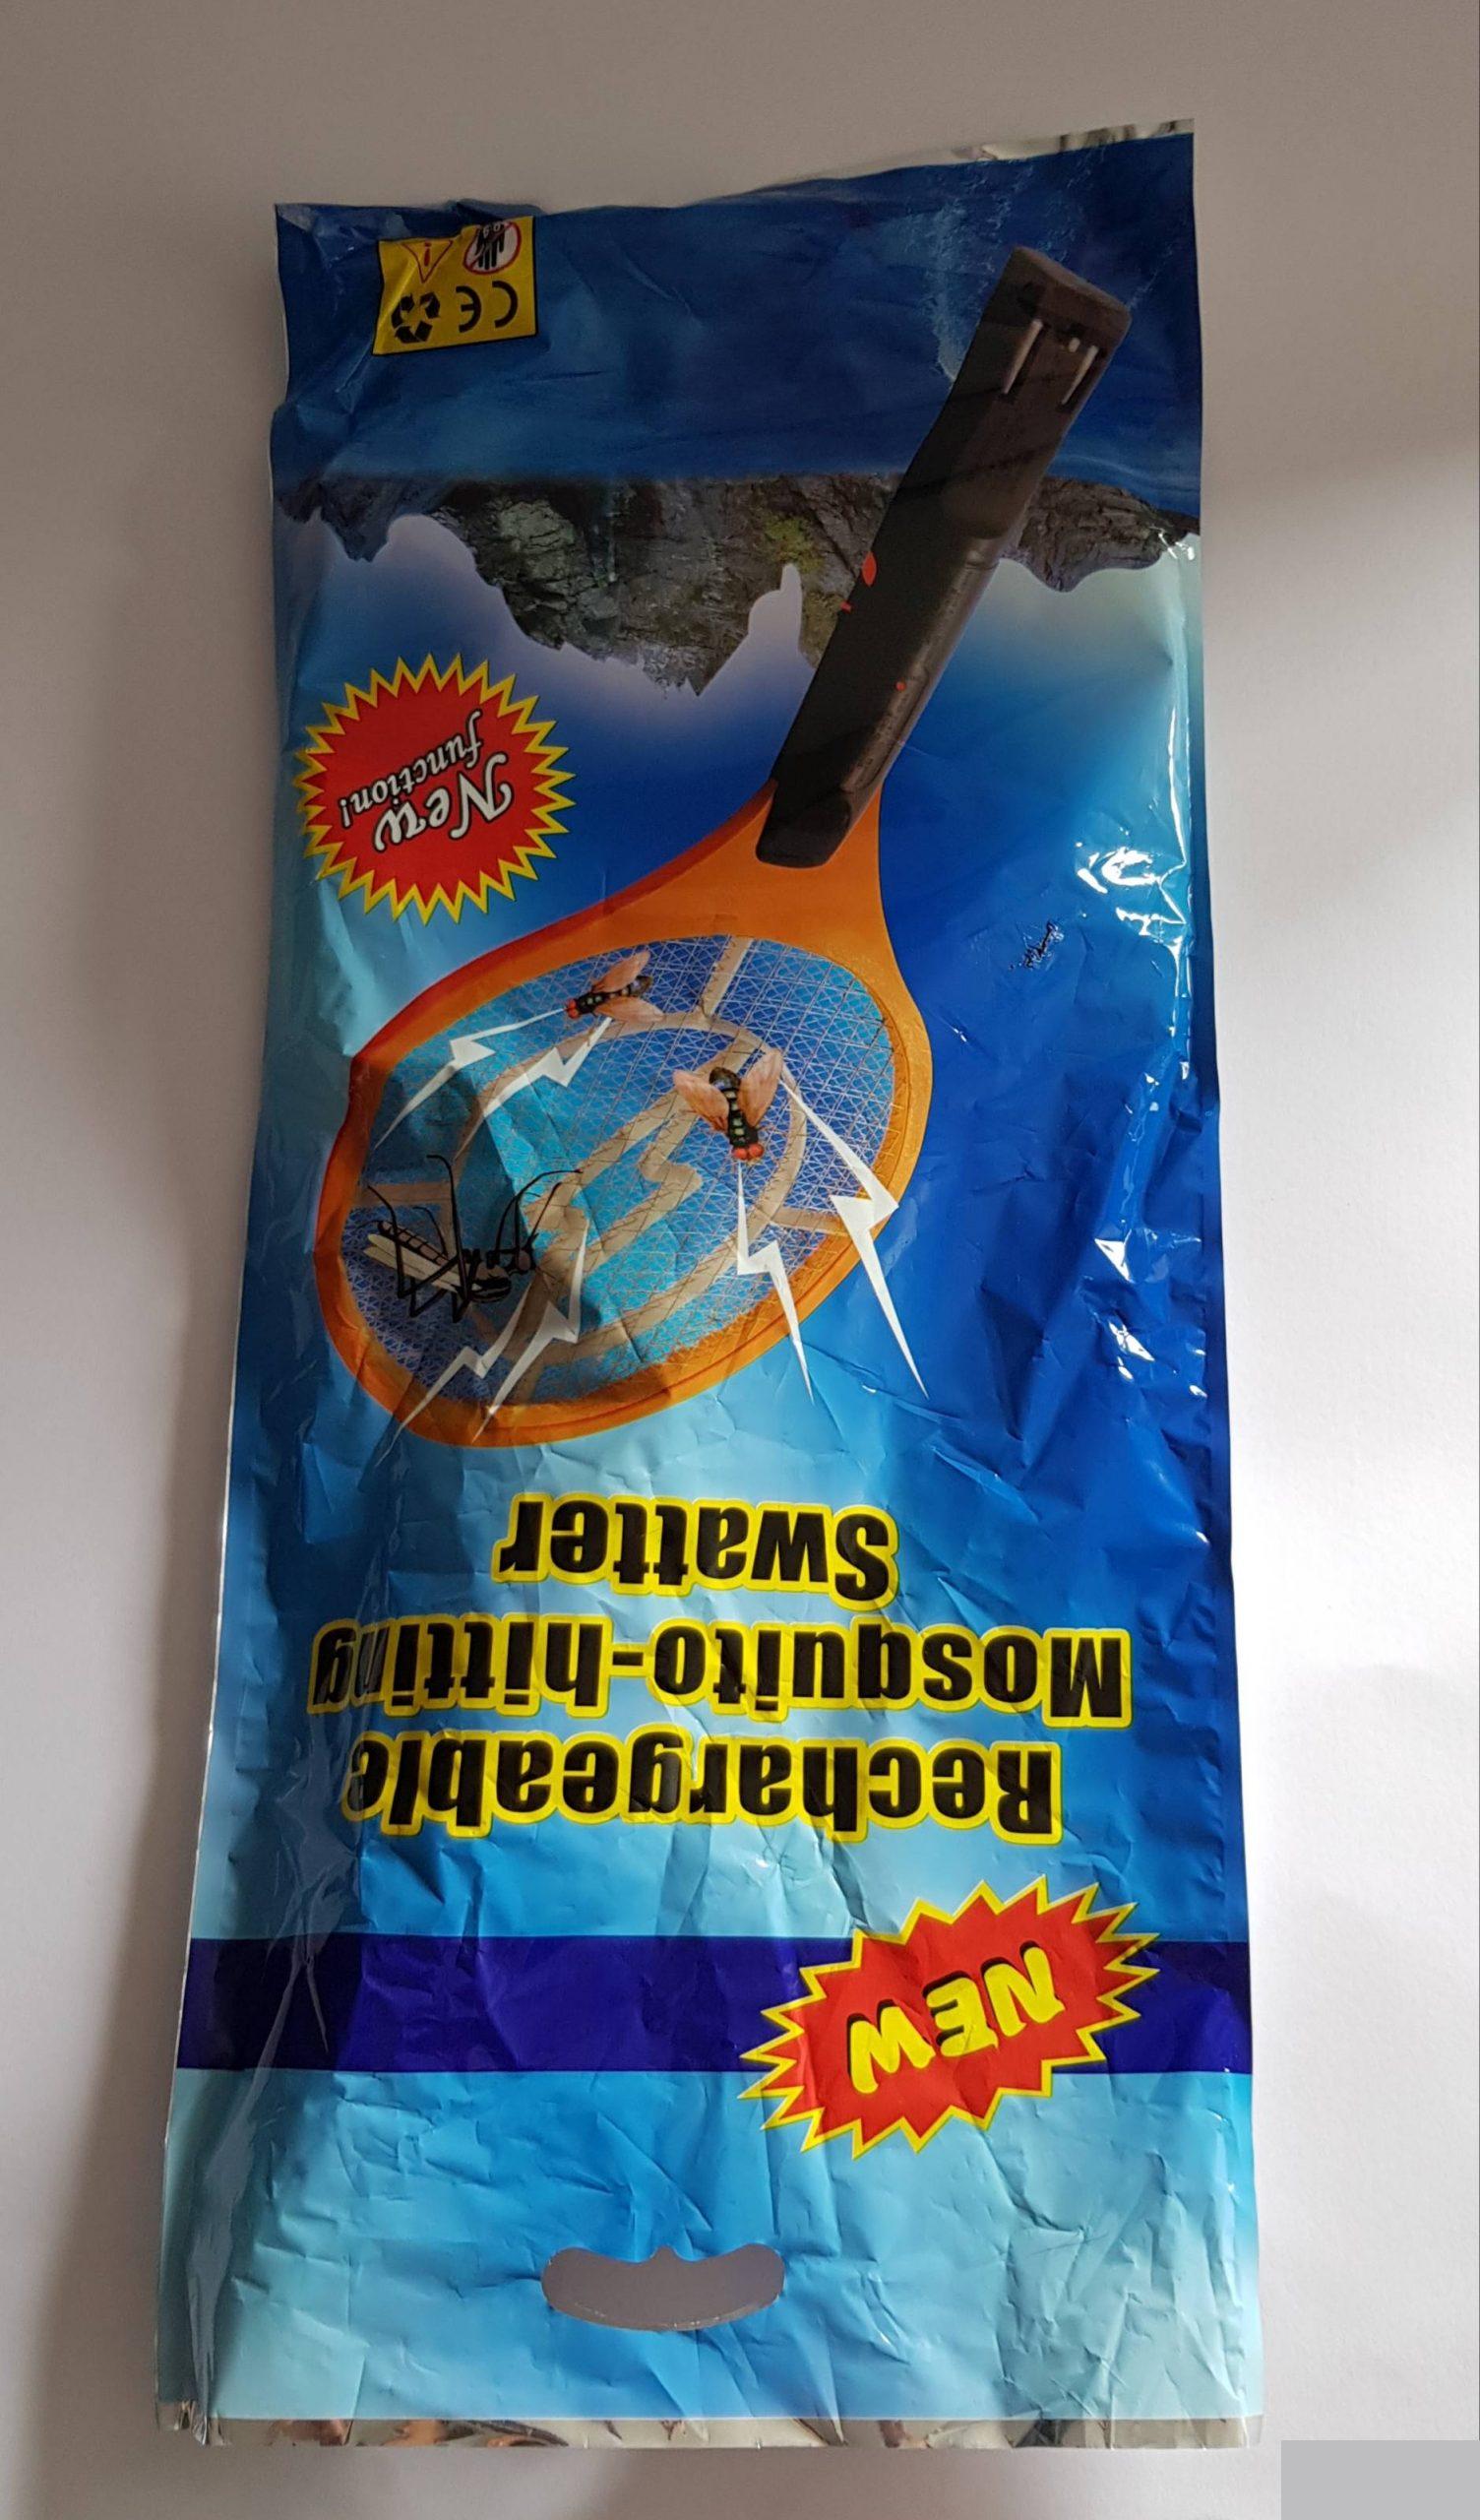 NEW
Rechargeable
Mosquito-hitting
Swatter
New
function!
CE